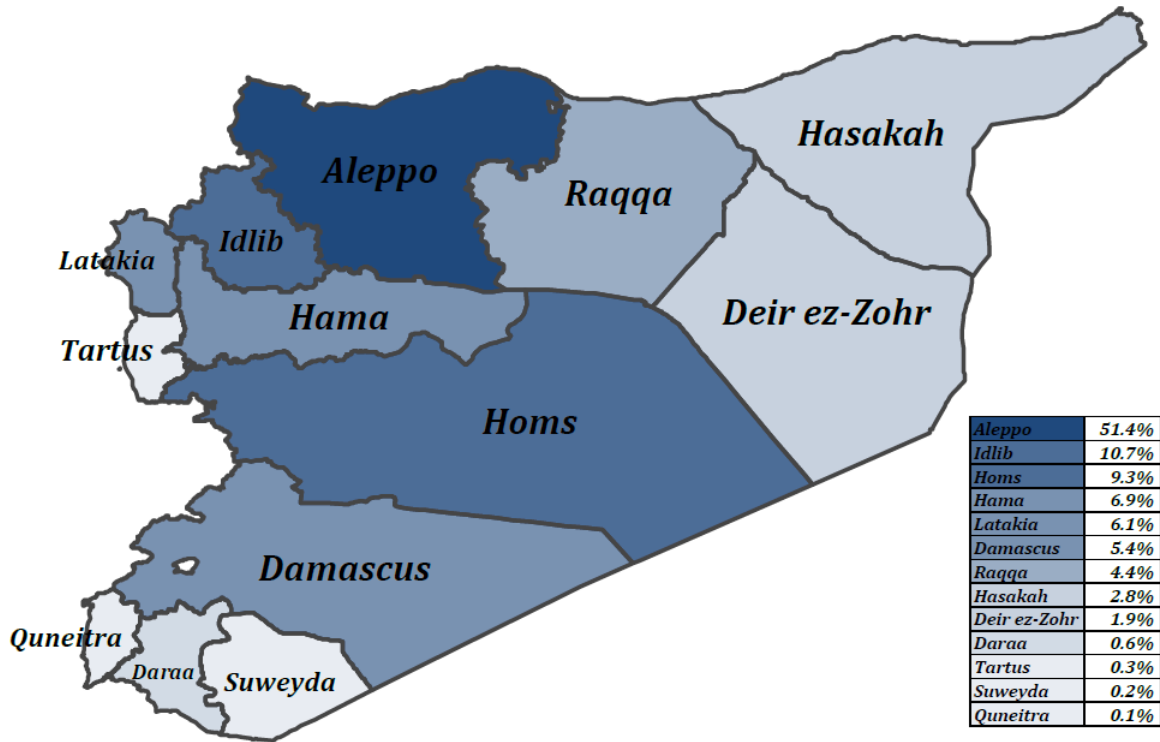 Hasakah
Aleppo
Raqqa
Idlib
Latakia
Hama
Deir ez-Zohr
Tartus
Homs
Damascus
Quneitra
Daraa
Suweyda
Aleppo 51.4%
Idlib 10.7%
Homs 9.3%
Hama 6.9%
Latakia 6.1%
Damascus 5.4%
Raqqa 4.4%
Hasakah 2.8%
Deir ez-Zohr 1.9%
Daraa 0.6%
Tartus 0.3%
Suweyda 0.2%
Quneitra 0.1%